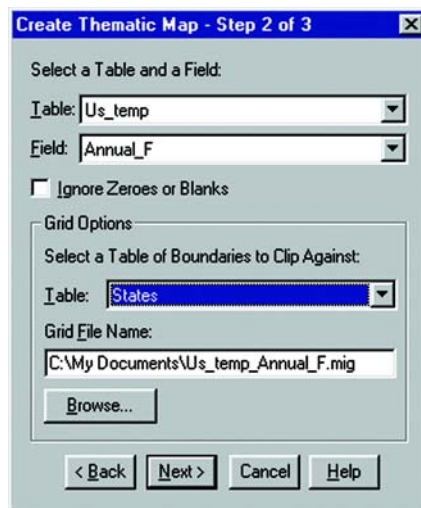 Create Thematic Map - Step 2 of 3
Select a Table and a Field:
Table: Us_temp
Field: Annual_F
Ignore Zeroes or Blanks
Grid Options
Select a Table of Boundaries to Clip Against:
Table: States
Grid File Name:
C:\My Documents\Us_temp_Annual_F.mig
Browse...
< Back Next > Cancel Help